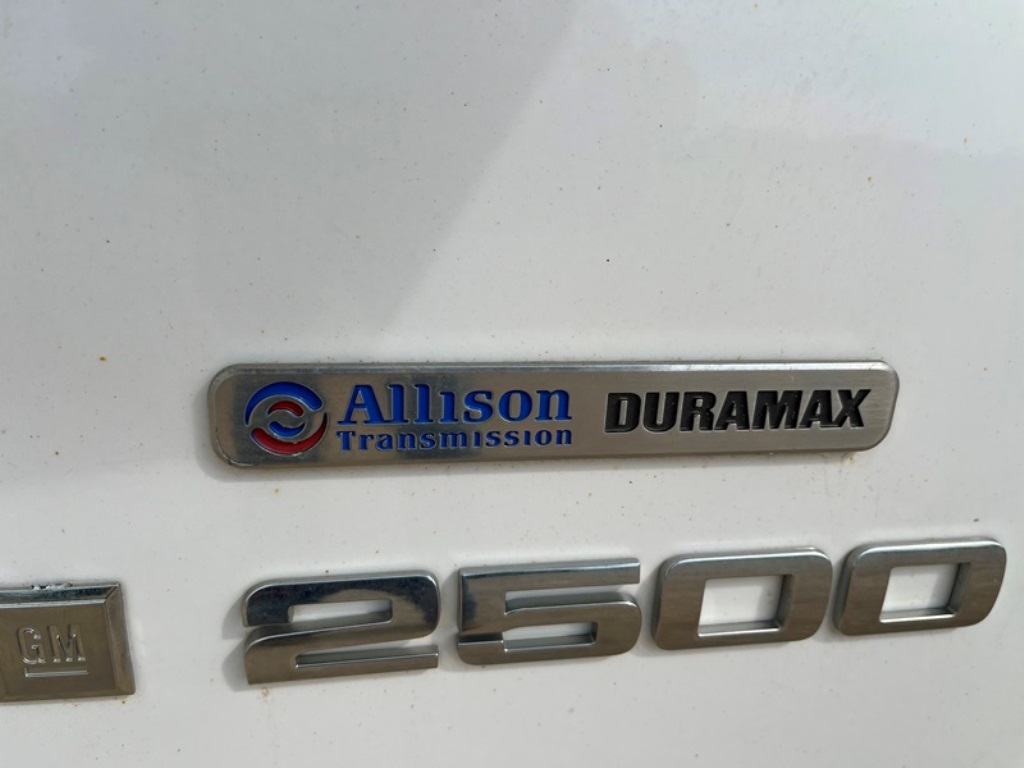 Allison
Transmission
DURAMAX
GM
2500